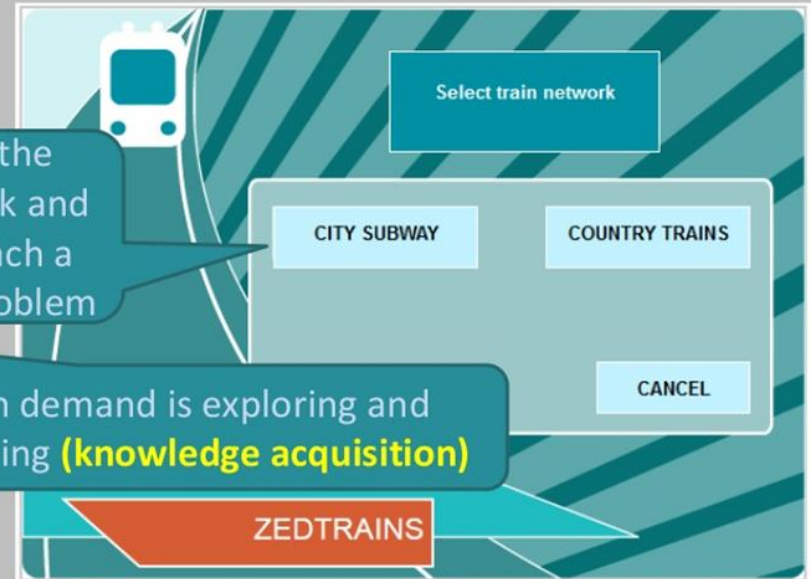 Select train network
the
k and
ach a
oblem
CITY SUBWAY
COUNTRY TRAINS
CANCEL
demand is exploring and
ing (knowledge acquisition)
ZEDTRAINS